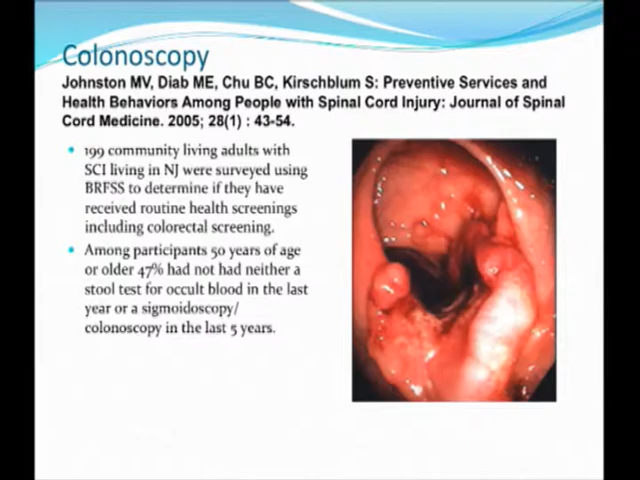 Colonoscopy
Johnston MV, Diab ME, Chu BC, Kirschblum S: Preventive Services and
Health Behaviors Among People with Spinal Cord Injury: Journal of Spinal
Cord Medicine. 2005; 28(1) : 43-54.
• 199 community living adults with
SCI living in NJ were surveyed using
BRFSS to determine if they have
received routine health screenings
including colorectal screening.
• Among participants 50 years of age
or older 47% had not had neither a
stool test for occult blood in the last
year or a sigmoidoscopy/
colonoscopy in the last 5 years.